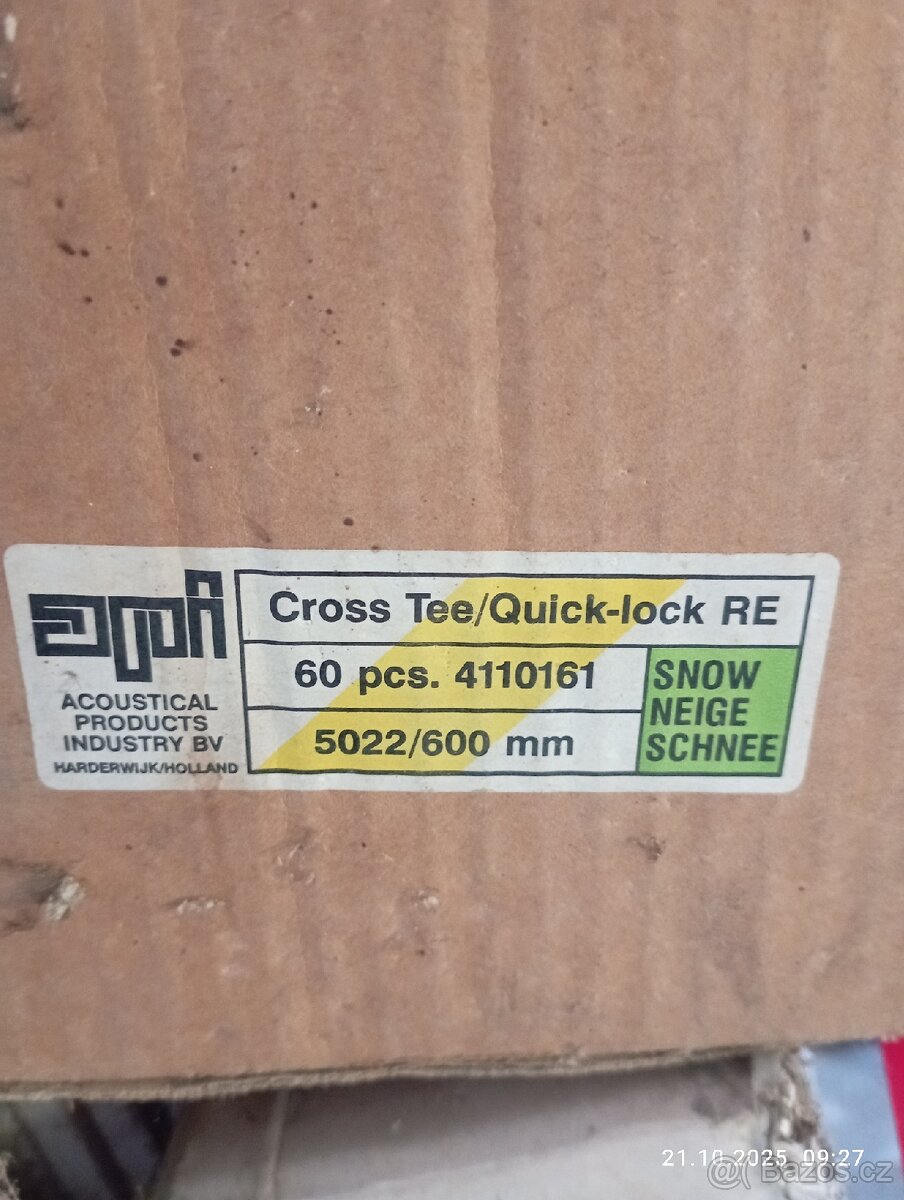 api
ACOUSTICAL
PRODUCTS
INDUSTRY BV
HARDERWIJK/HOLLAND
Cross Tee/Quick-lock RE
60 pcs. 4110161
5022/600 mm
SNOW
NEIGE
SCHNEE
21.10.2025 09:27
@Bazos.cz